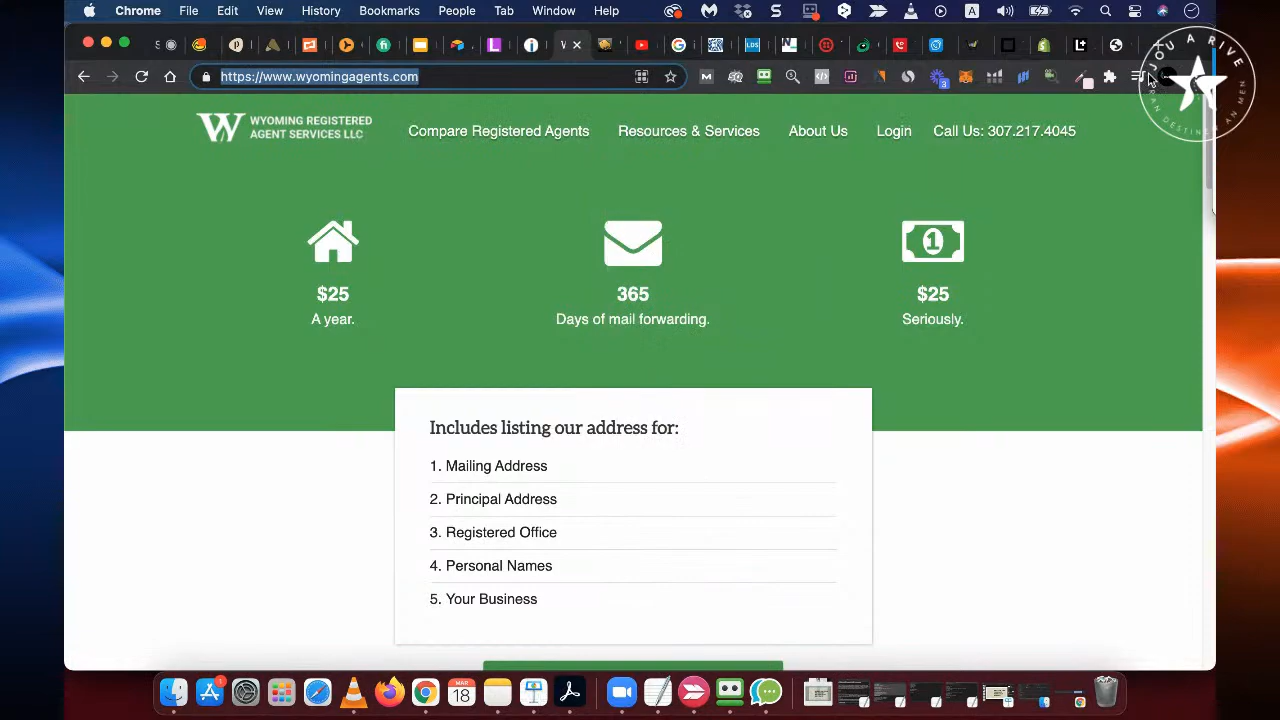 Chrome File Edit View History Bookmarks People Tab Window Help
https://www.wyomingagents.com
WYOMING REGISTERED
AGENT SERVICES LLC
Compare Registered Agents Resources & Services About Us Login Call Us: 307.217.4045
$25 365 $25
A year. Days of mail forwarding. Seriously.
Includes listing our address for:
1. Mailing Address
2. Principal Address
3. Registered Office
4. Personal Names
5. Your Business
MAR
18